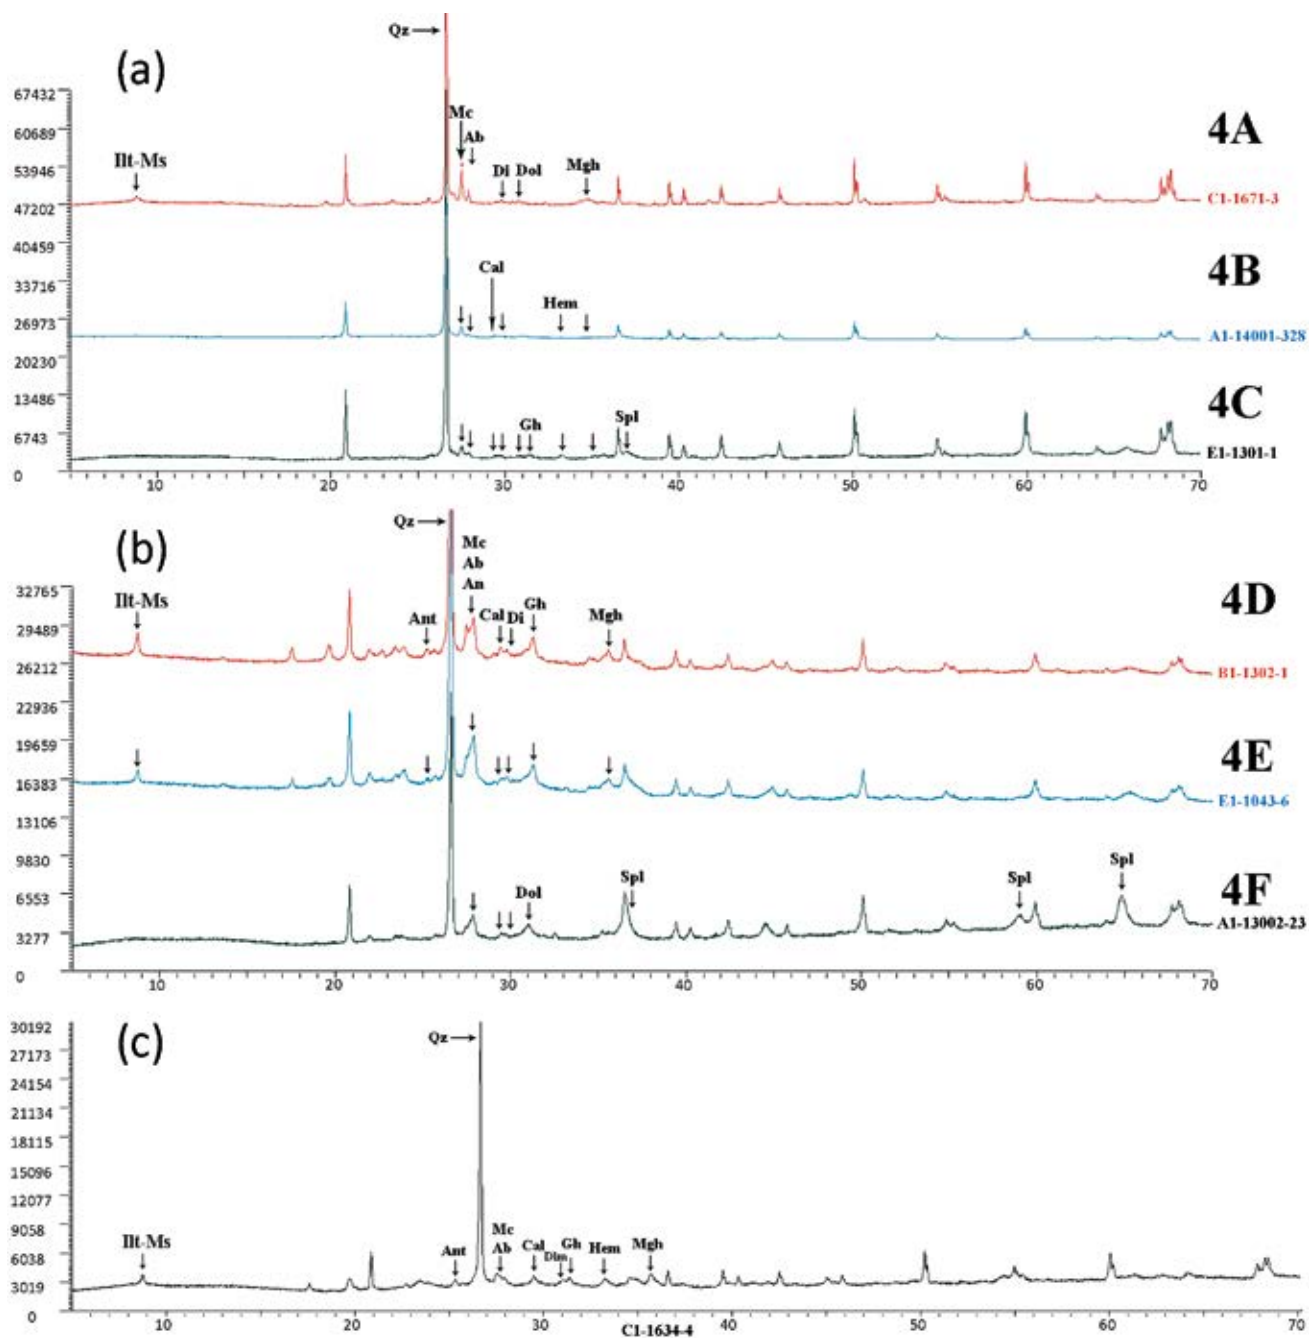 (a)
Qz
67432
60689
53946
47202
40459
33716
26973
20230
13486
6743
0
Mc
Ab
Ilt-Ms
Di Dol
Mgh
4A
C1-1671-3
Cal
Hem
4B
A1-14001-328
Gh
Spl
4C
E1-1301-1
10 20 30 40 50 60 70
(b)
Qz
32765
29489
26212
22936
19659
16383
13106
9830
6553
3277
0
Ilt-Ms
Ant
Mc
Ab
An
Cal Di
Gh
Mgh
4D
B1-1302-1
4E
E1-1043-6
Dol
Spl
Spl
Spl
4F
A1-13002-23
10 20 30 40 50 60 70
(c)
Qz
30192
27173
24154
21134
18115
15096
12077
9058
6038
3019
0
Ilt-Ms
Ant
Mc
Ab
Cal
Gh
Hem
Mgh
10 20 30 40 50 60 70
C1-1634-4